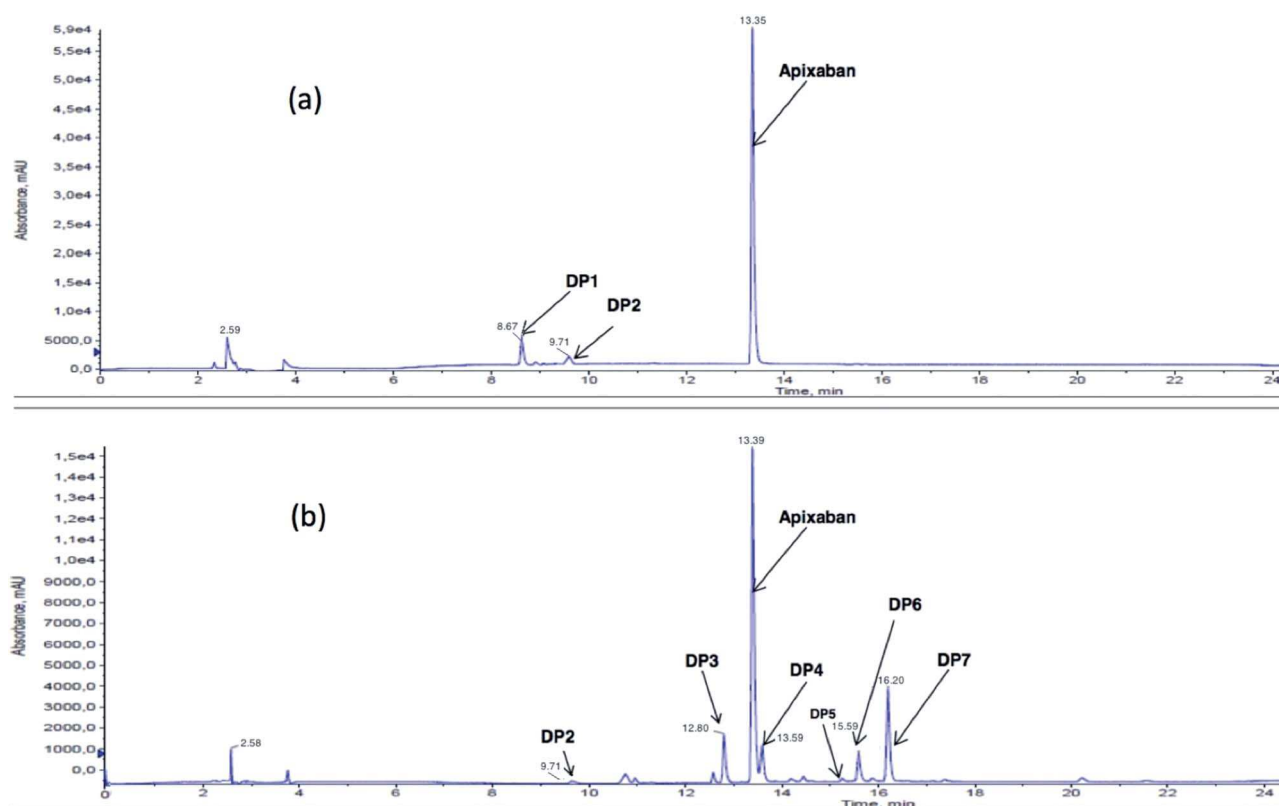 13.35
5,9e4
5,5e4
5,0e4
4,5e4
4,0e4
3,5e4
3,0e4
2,5e4
2,0e4
1,5e4
1,0e4
5000,0
0,0
Absorbance, mAU
(a)
Apixaban
DP1
DP2
2.59
8.67
9.71
0 2 4 6 8 10 12 14 16 18 20 22 24
Time, min
13.39
1,5e4
1,4e4
1,3e4
1,2e4
1,1e4
1,0e4
9000,0
8000,0
7000,0
6000,0
5000,0
4000,0
3000,0
2000,0
1000,0
0,0
Absorbance, mAU
(b)
Apixaban
DP6
DP3
DP4
DP7
16.20
DP5
12.80
13.59
15.59
DP2
2.58
9.71
0 2 4 6 8 10 12 14 16 18 20 22 24
Time, min